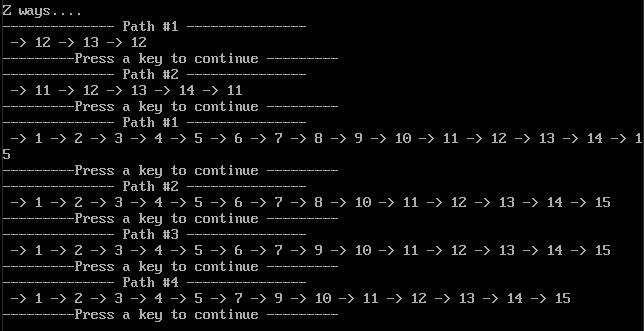 Z ways....
-------------- Path #1 ---------------
 -> 12 -> 13 -> 12
---------Press a key to continue ---------
-------------- Path #2 ---------------
 -> 11 -> 12 -> 13 -> 14 -> 11
---------Press a key to continue ---------
-------------- Path #1 ---------------
 -> 1 -> 2 -> 3 -> 4 -> 5 -> 6 -> 7 -> 8 -> 9 -> 10 -> 11 -> 12 -> 13 -> 14 -> 1
5
---------Press a key to continue ---------
-------------- Path #2 ---------------
 -> 1 -> 2 -> 3 -> 4 -> 5 -> 6 -> 7 -> 8 -> 10 -> 11 -> 12 -> 13 -> 14 -> 15
---------Press a key to continue ---------
-------------- Path #3 ---------------
 -> 1 -> 2 -> 3 -> 4 -> 5 -> 6 -> 7 -> 9 -> 10 -> 11 -> 12 -> 13 -> 14 -> 15
---------Press a key to continue ---------
-------------- Path #4 ---------------
 -> 1 -> 2 -> 3 -> 4 -> 5 -> 7 -> 9 -> 10 -> 11 -> 12 -> 13 -> 14 -> 15
---------Press a key to continue ---------